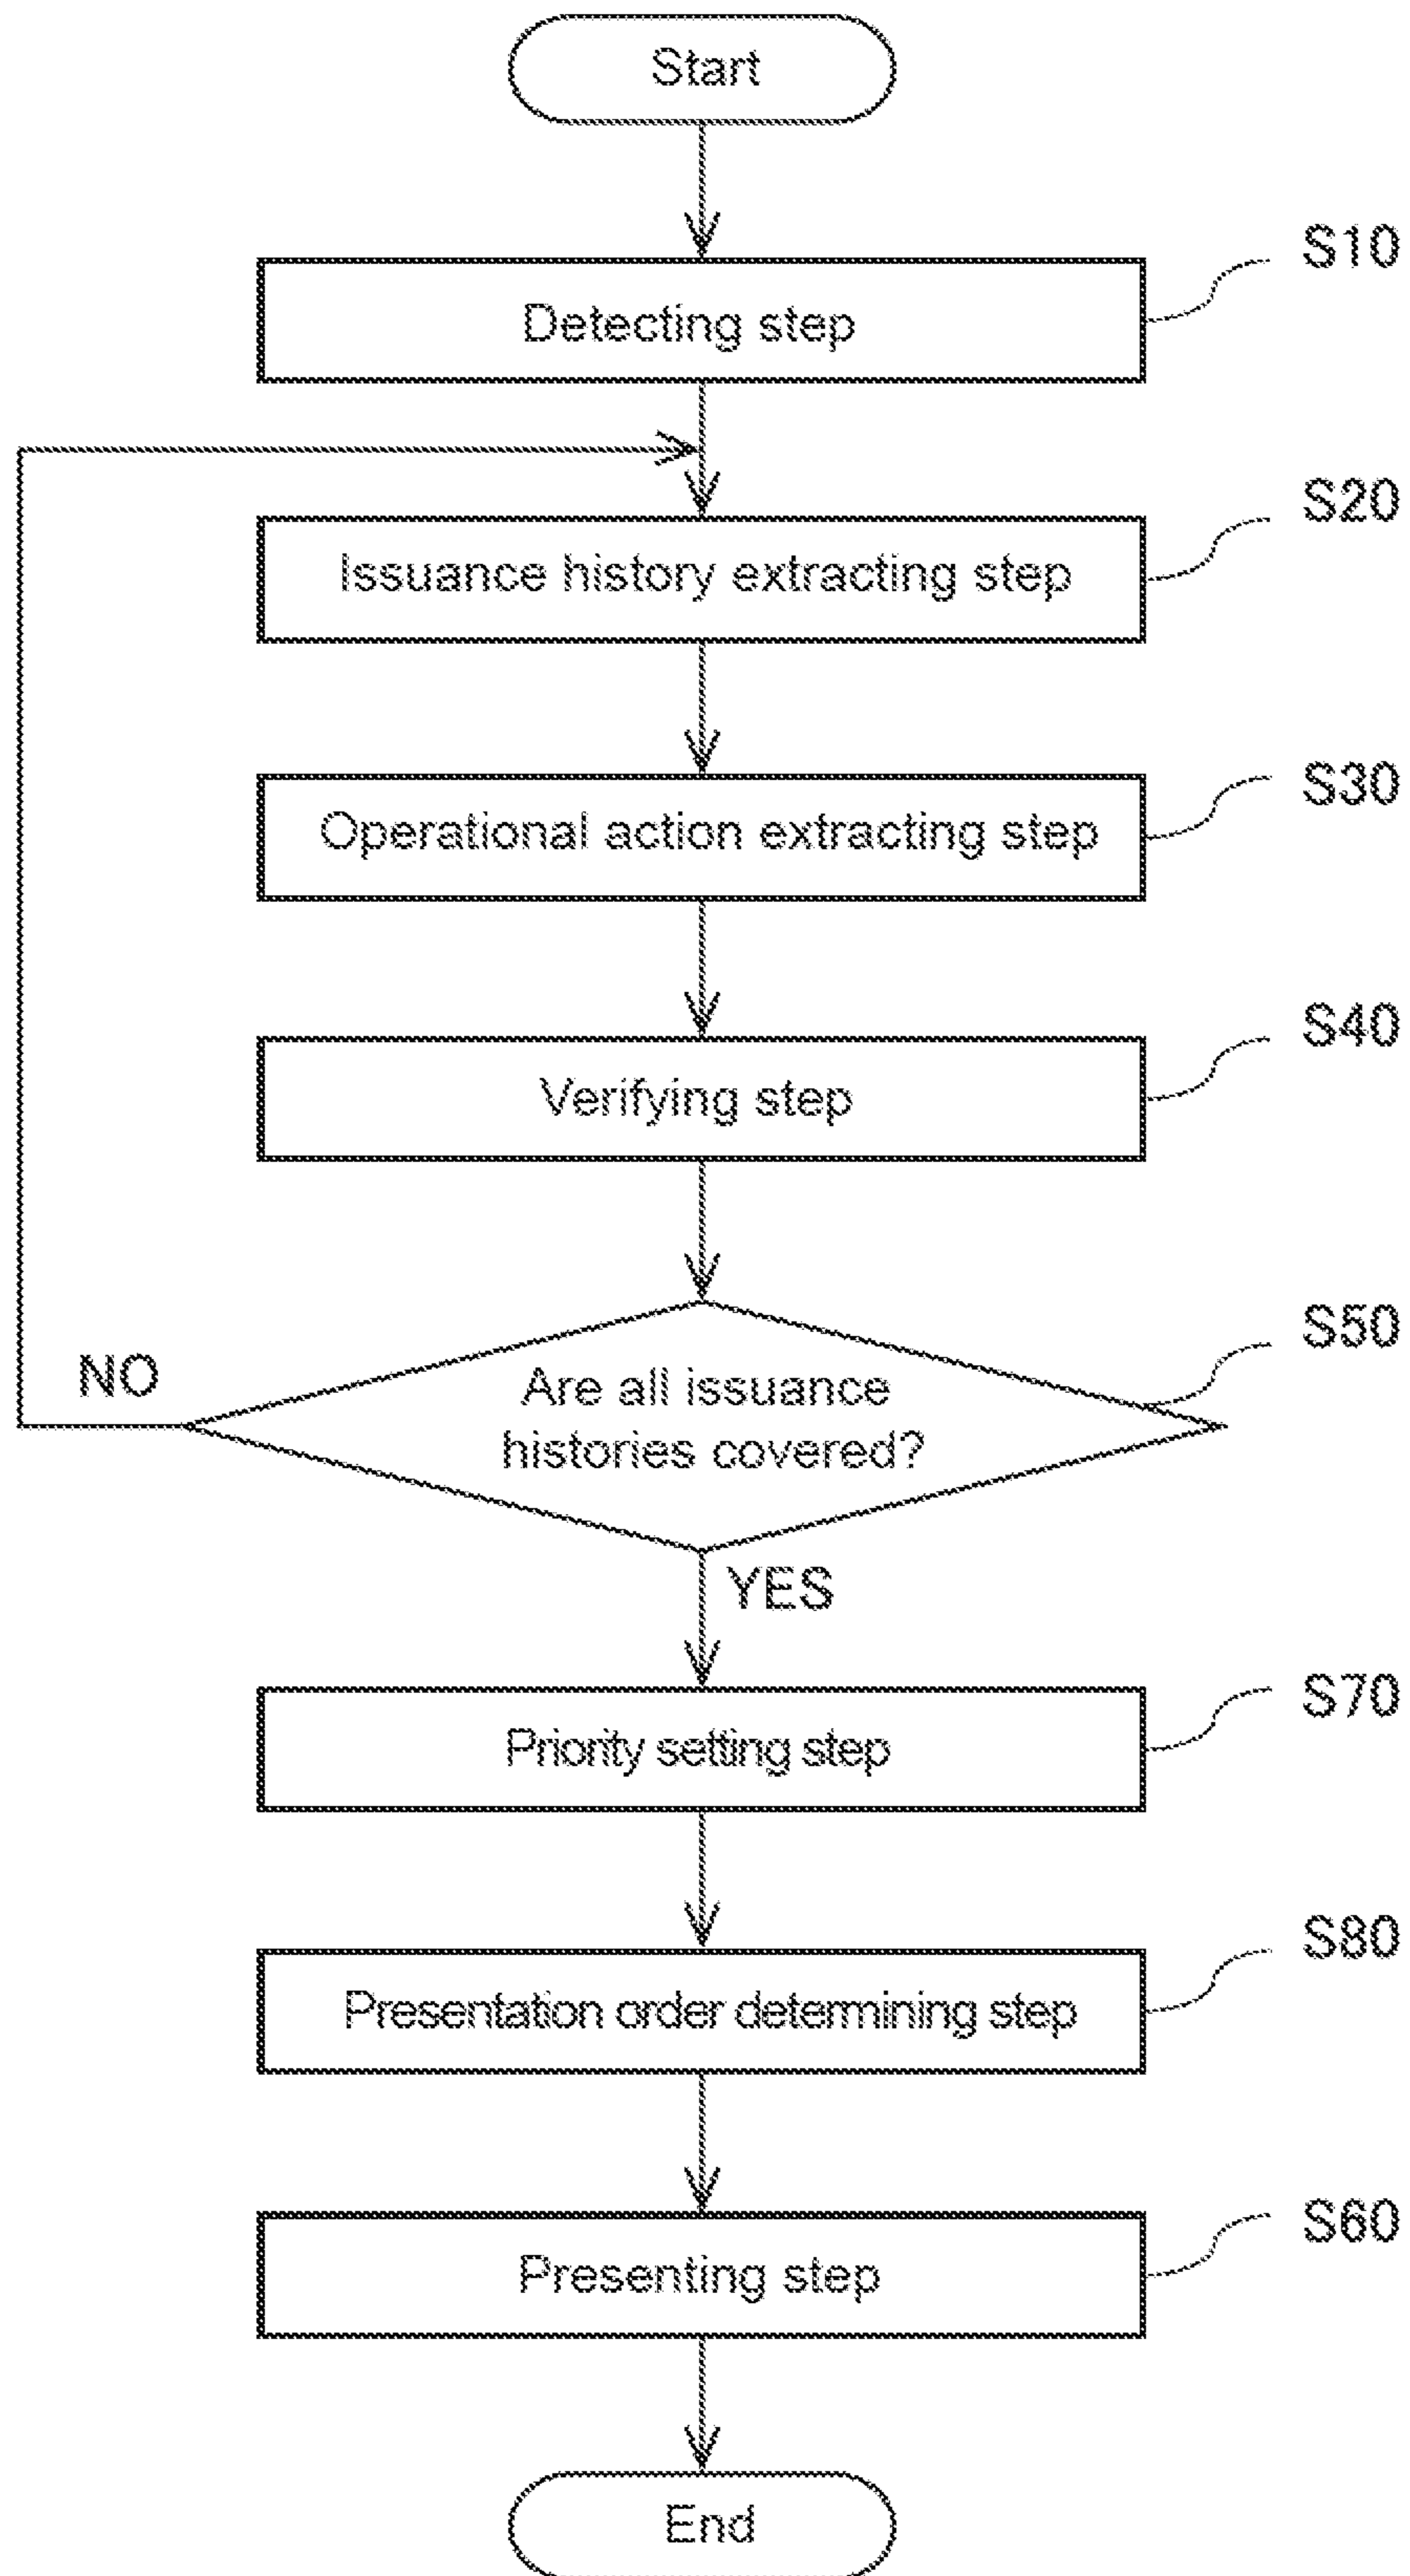 Start
S10
Detecting step
S20
Issuance history extracting step
S30
Operational action extracting step
S40
Verifying step
S50
NO
Are all issuance
histories covered?
YES
S70
Priority setting step
S80
Presentation order determining step
S60
Presenting step
End